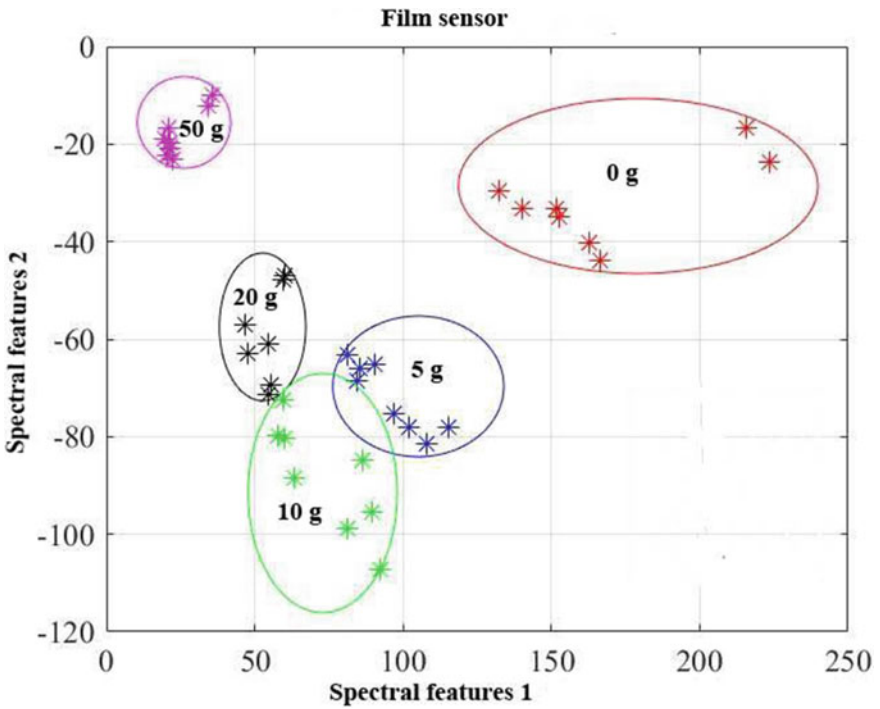 Film sensor
0
-20
-40
-60
-80
-100
-120
Spectral features 2
50 g
0 g
20 g
5 g
10 g
0
50
100
150
200
250
Spectral features 1